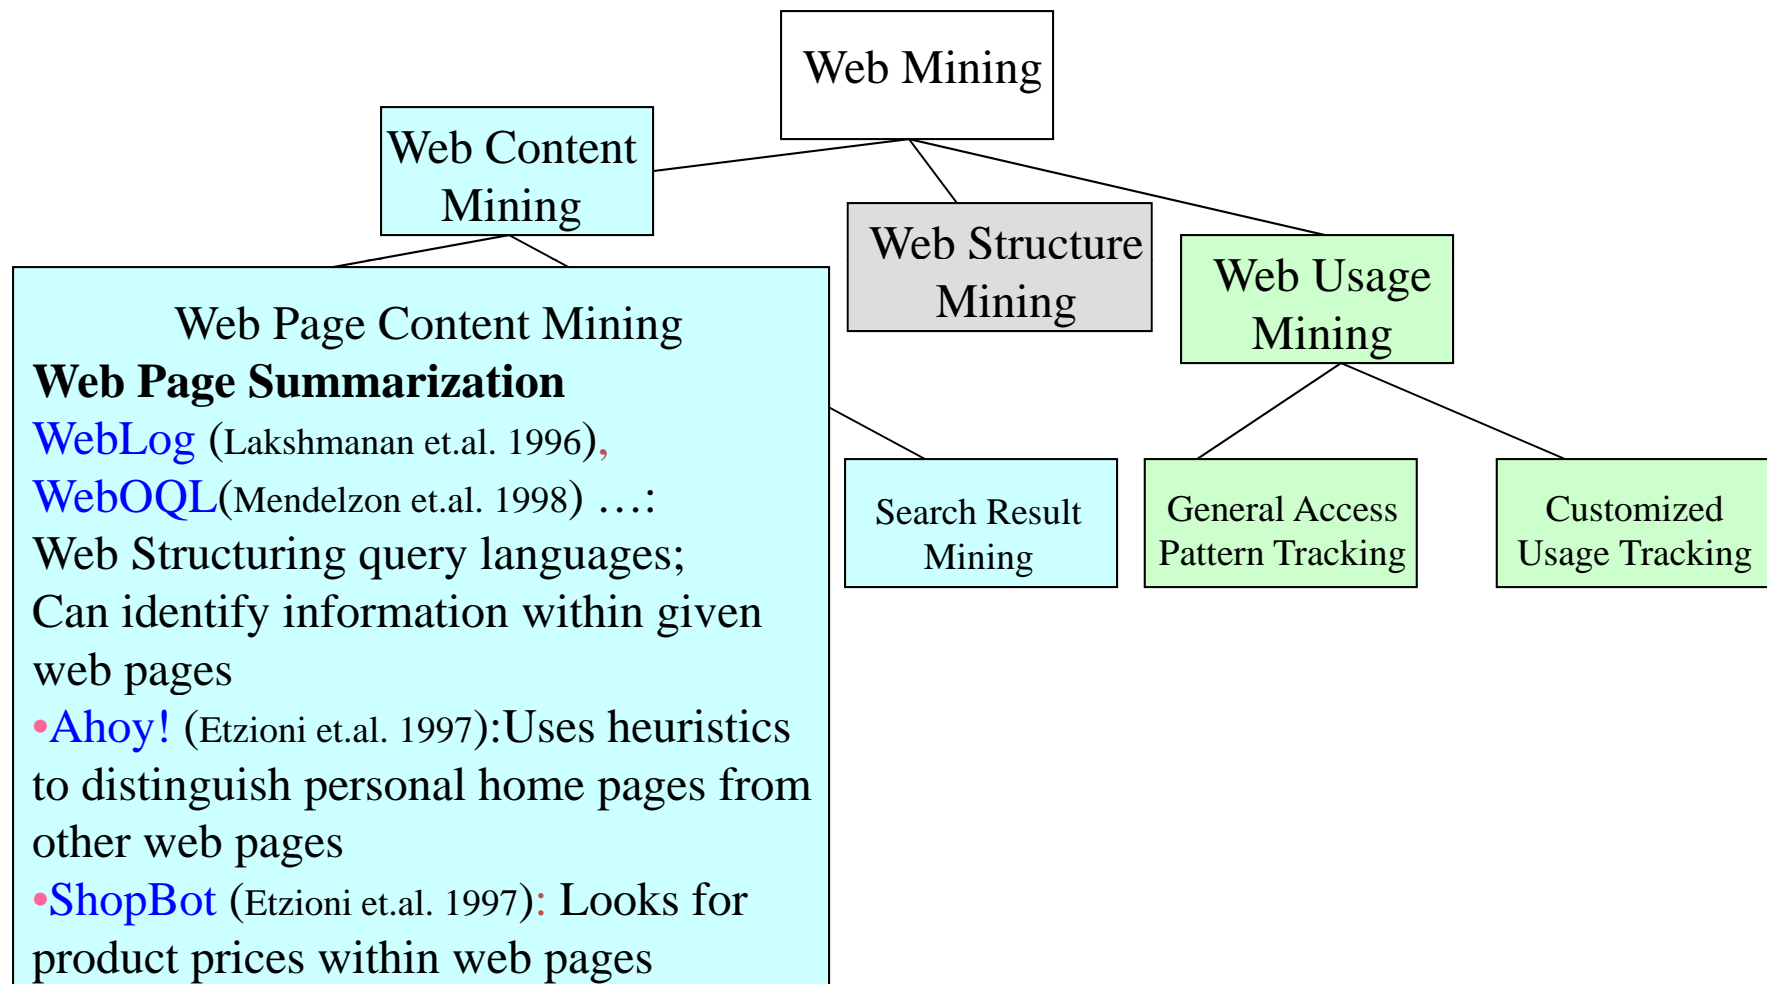 Web Mining
Web Content
Mining
Web Structure
Mining
Web Usage
Mining
Web Page Content Mining
Web Page Summarization
WebLog (Lakshmanan et.al. 1996),
WebOQL(Mendelzon et.al. 1998) …:
Web Structuring query languages;
Can identify information within given
web pages
•Ahoy! (Etzioni et.al. 1997):Uses heuristics
to distinguish personal home pages from
other web pages
•ShopBot (Etzioni et.al. 1997): Looks for
product prices within web pages
Search Result
Mining
General Access
Pattern Tracking
Customized
Usage Tracking